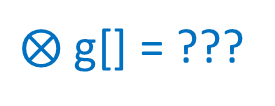 ⊗ g[] = ???